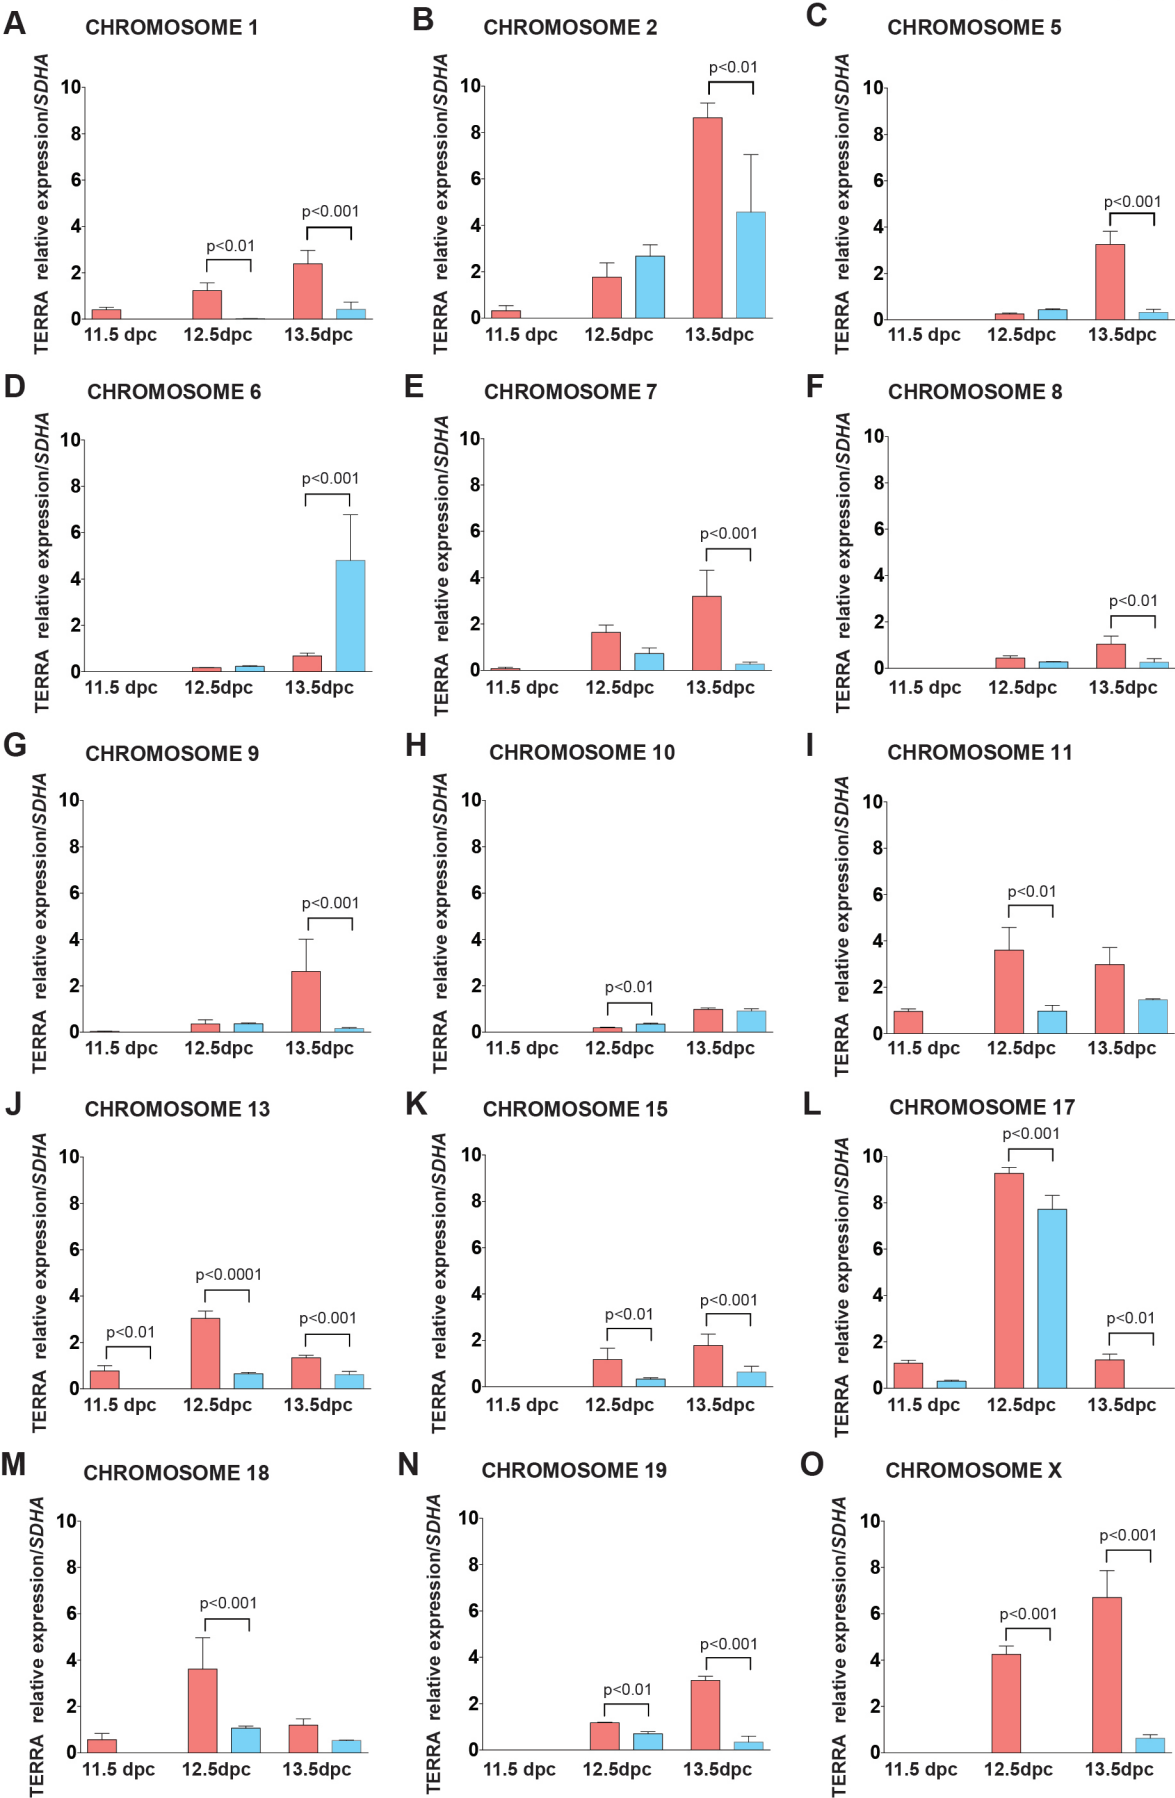 A
CHROMOSOME 1
TERRA relative expression/SDHA
10
8
6
4
2
0
p<0.01
p<0.001
11.5 dpc
12.5dpc
13.5dpc
B
CHROMOSOME 2
TERRA relative expression/SDHA
10
8
6
4
2
0
p<0.01
11.5 dpc
12.5dpc
13.5dpc
C
CHROMOSOME 5
TERRA relative expression/SDHA
10
8
6
4
2
0
p<0.001
11.5 dpc
12.5dpc
13.5dpc
D
CHROMOSOME 6
TERRA relative expression/SDHA
10
8
6
4
2
0
p<0.001
11.5 dpc
12.5dpc
13.5dpc
E
CHROMOSOME 7
TERRA relative expression/SDHA
10
8
6
4
2
0
p<0.001
11.5 dpc
12.5dpc
13.5dpc
F
CHROMOSOME 8
TERRA relative expression/SDHA
10
8
6
4
2
0
p<0.01
11.5 dpc
12.5dpc
13.5dpc
G
CHROMOSOME 9
TERRA relative expression/SDHA
10
8
6
4
2
0
p<0.001
11.5 dpc
12.5dpc
13.5dpc
H
CHROMOSOME 10
TERRA relative expression/SDHA
10
8
6
4
2
0
p<0.01
11.5 dpc
12.5dpc
13.5dpc
I
CHROMOSOME 11
TERRA relative expression/SDHA
10
8
6
4
2
0
p<0.01
11.5 dpc
12.5dpc
13.5dpc
J
CHROMOSOME 13
TERRA relative expression/SDHA
10
8
6
4
2
0
p<0.01
p<0.0001
p<0.001
11.5 dpc
12.5dpc
13.5dpc
K
CHROMOSOME 15
TERRA relative expression/SDHA
10
8
6
4
2
0
p<0.01
p<0.001
11.5 dpc
12.5dpc
13.5dpc
L
CHROMOSOME 17
TERRA relative expression/SDHA
10
8
6
4
2
0
p<0.001
p<0.01
11.5 dpc
12.5dpc
13.5dpc
M
CHROMOSOME 18
TERRA relative expression/SDHA
10
8
6
4
2
0
p<0.001
11.5 dpc
12.5dpc
13.5dpc
N
CHROMOSOME 19
TERRA relative expression/SDHA
10
8
6
4
2
0
p<0.01
p<0.001
11.5 dpc
12.5dpc
13.5dpc
O
CHROMOSOME X
TERRA relative expression/SDHA
10
8
6
4
2
0
p<0.001
p<0.001
11.5 dpc
12.5dpc
13.5dpc